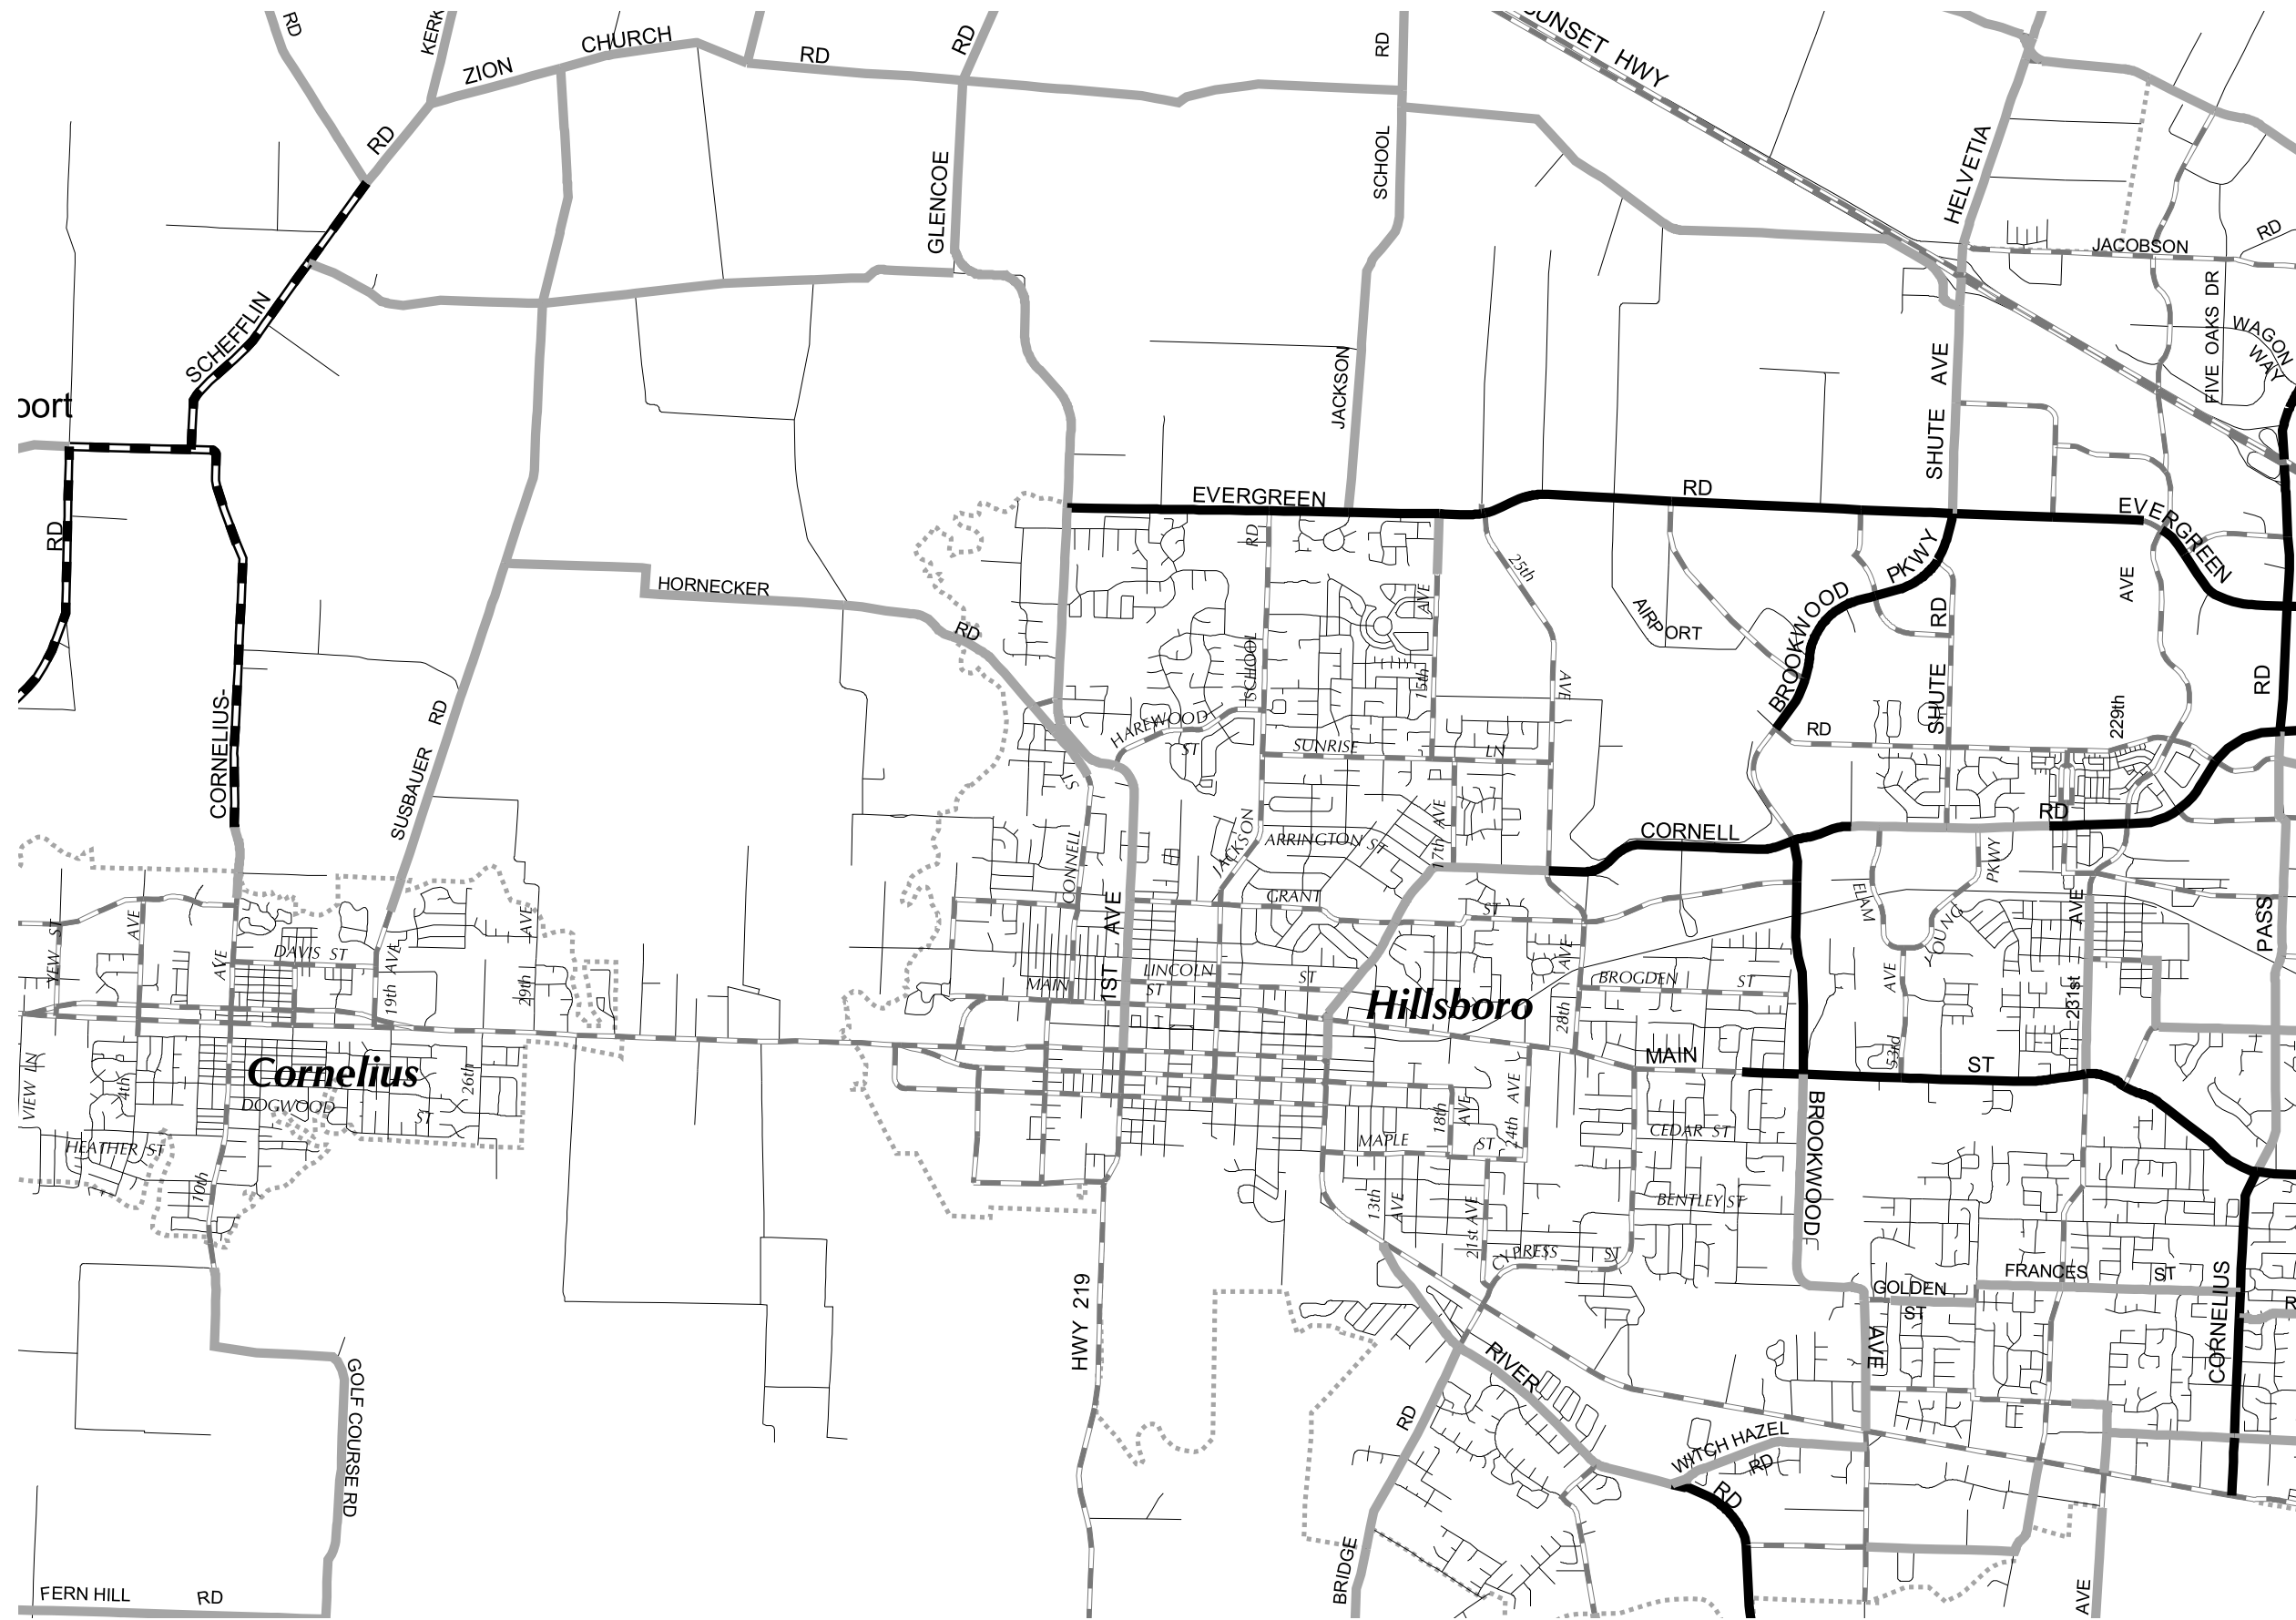 RD
ZION
CHURCH
RD
RD
RD
SUNSET HWY
RD
GLENCOE
SCHOOL
HELVETIA
JACOBSON
RD
FIVE OAKS DR
WAGON
WAY
SCHEFFLIN
port
JACKSON
SHUTE AVE
RD
EVERGREEN
RD
EVERGREEN
RD
25th
PKWY
AVE
HORNECKER
RD
AVE
BROOKWOOD
RD
AIRPORT
SCHOOL
15th
AVE
SHUTE
RD
CORNELIUS-
RD
HAREWOOD
ST
SUNRISE
LN
RD
229th
SUSBAUER
ST
CORNELL
RD
CONNELL
JACKSON
ARRINGTON ST
17th AVE
PKWY
ELAM
YOUNG
AVE
PASS
AVE
GRANT
ST
YEW ST
AVE
AVE
DAVIS ST
19th AVE
AVE
29th
1ST
MAIN
LINCOLN
ST
ST
AVE
BROGDEN
ST
AVE
231st
Hillsboro
28th
MAIN
53rd
ST
Cornelius
VIEW LN
4th
26th
DOGWOOD
ST
HEATHER ST
10th
18th
AVE
24th
AVE
MAPLE
ST
CEDAR ST
BROOKWOOD
13th
AVE
21st AVE
BENTLEY ST
CYPRESS
ST
HWY 219
GOLDEN
ST
FRANCES
ST
CORNELIUS
RIVER
AVE
GOLF COURSE RD
RD
WITCH HAZEL
RD
RD
BRIDGE
AVE
FERN HILL
RD